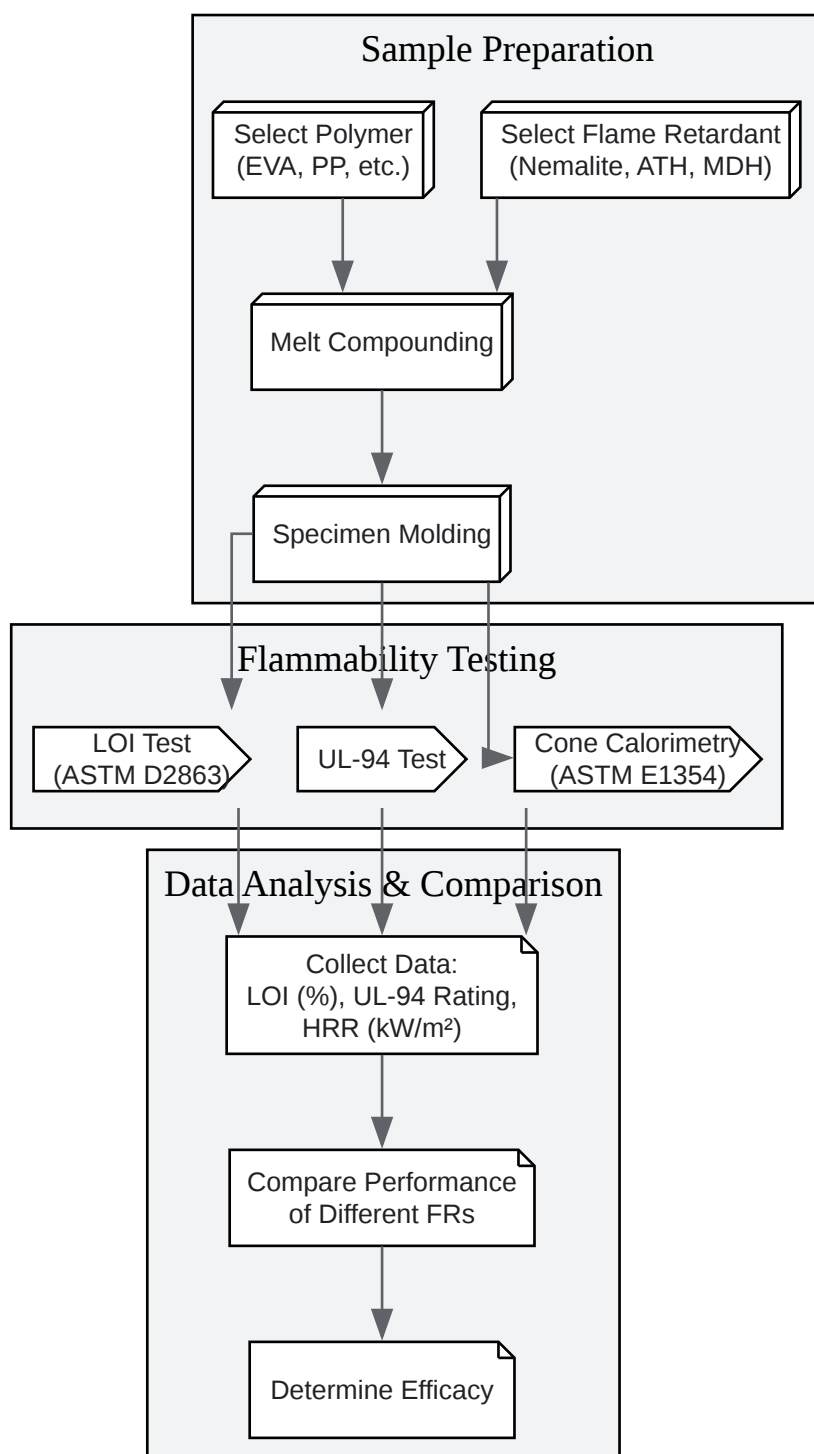 Sample Preparation
Select Polymer
(EVA, PP, etc.)
Select Flame Retardant
(Nemalite, ATH, MDH)
Melt Compounding
Specimen Molding
Flammability Testing
LOI Test
(ASTM D2863)
UL-94 Test
Cone Calorimetry
(ASTM E1354)
Data Analysis & Comparison
Collect Data:
LOI (%), UL-94 Rating,
HRR (kW/m²)
Compare Performance
of Different FRs
Determine Efficacy